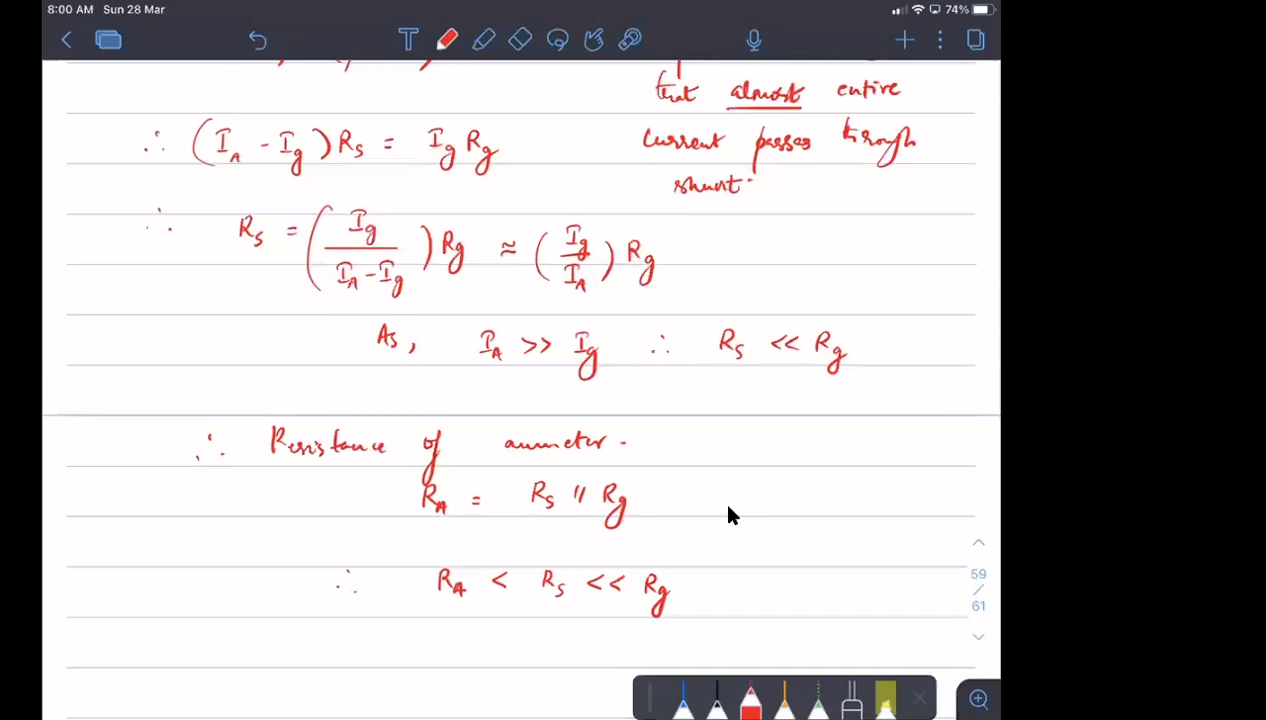 8:00 AM Sun 28 Mar 74%
that almost entire
∴ (I_A - I_g) R_s = I_g R_g
current passes through
shunt.
∴ R_s = (I_g / (I_A - I_g)) R_g ≈ (I_g / I_A) R_g
As, I_A >> I_g ∴ R_s << R_g
∴ Resistance of ammeter.
R_A = R_s || R_g
∴ R_A < R_s << R_g
59
/
61